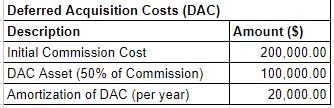 Deferred Acquisition Costs (DAC)
Description Amount ($)
Initial Commission Cost 200,000.00
DAC Asset (50% of Commission) 100,000.00
Amortization of DAC (per year) 20,000.00